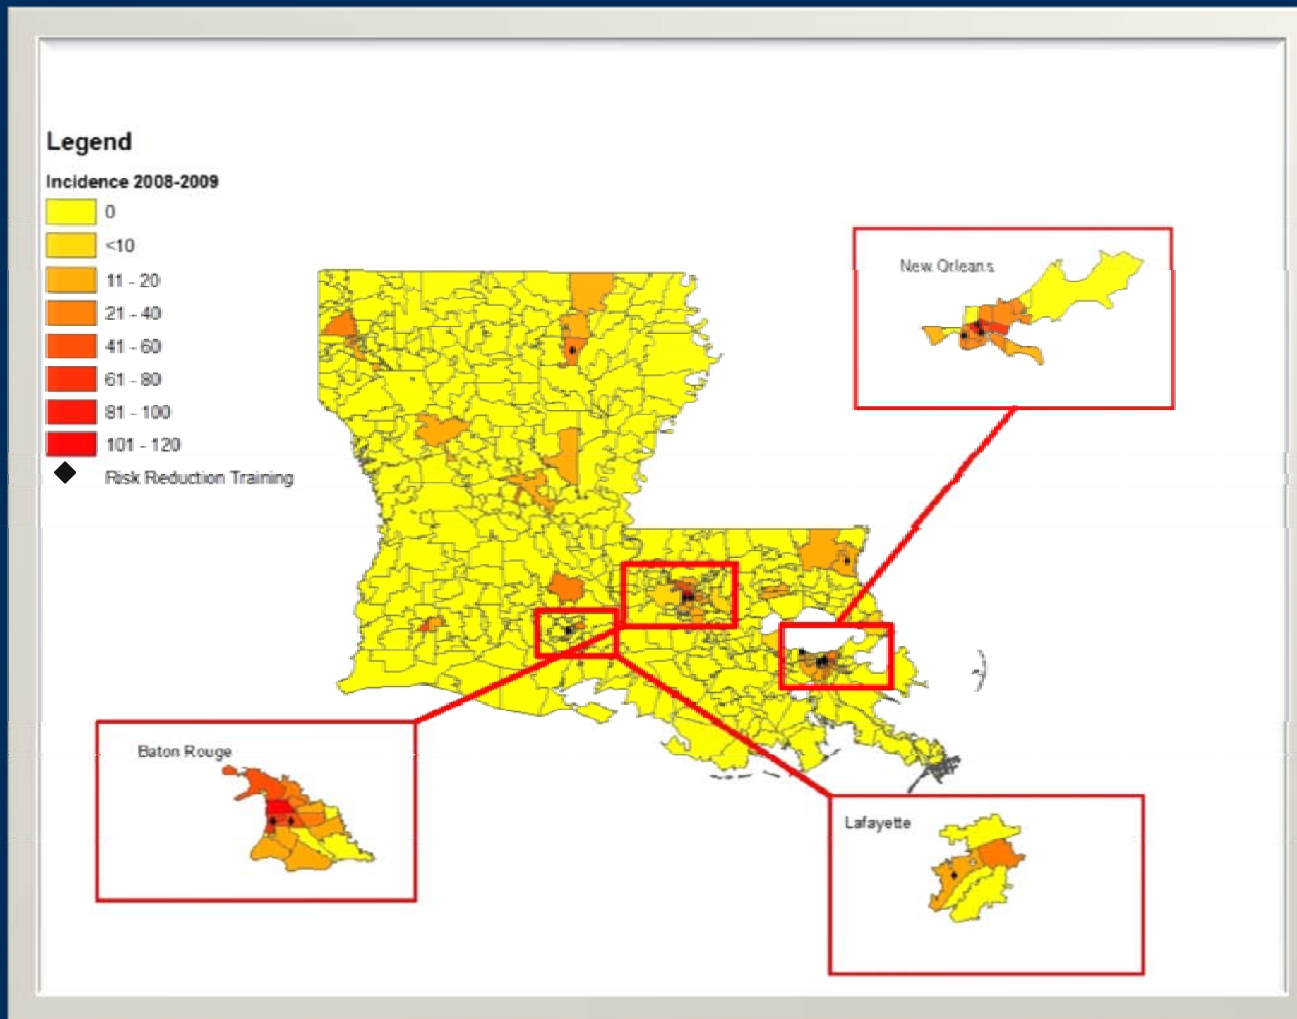 Legend
Incidence 2008-2009
0
<10
11 - 20
21 - 40
41 - 60
61 - 80
81 - 100
101 - 120
Risk Reduction Training
New Orleans
Baton Rouge
Lafayette